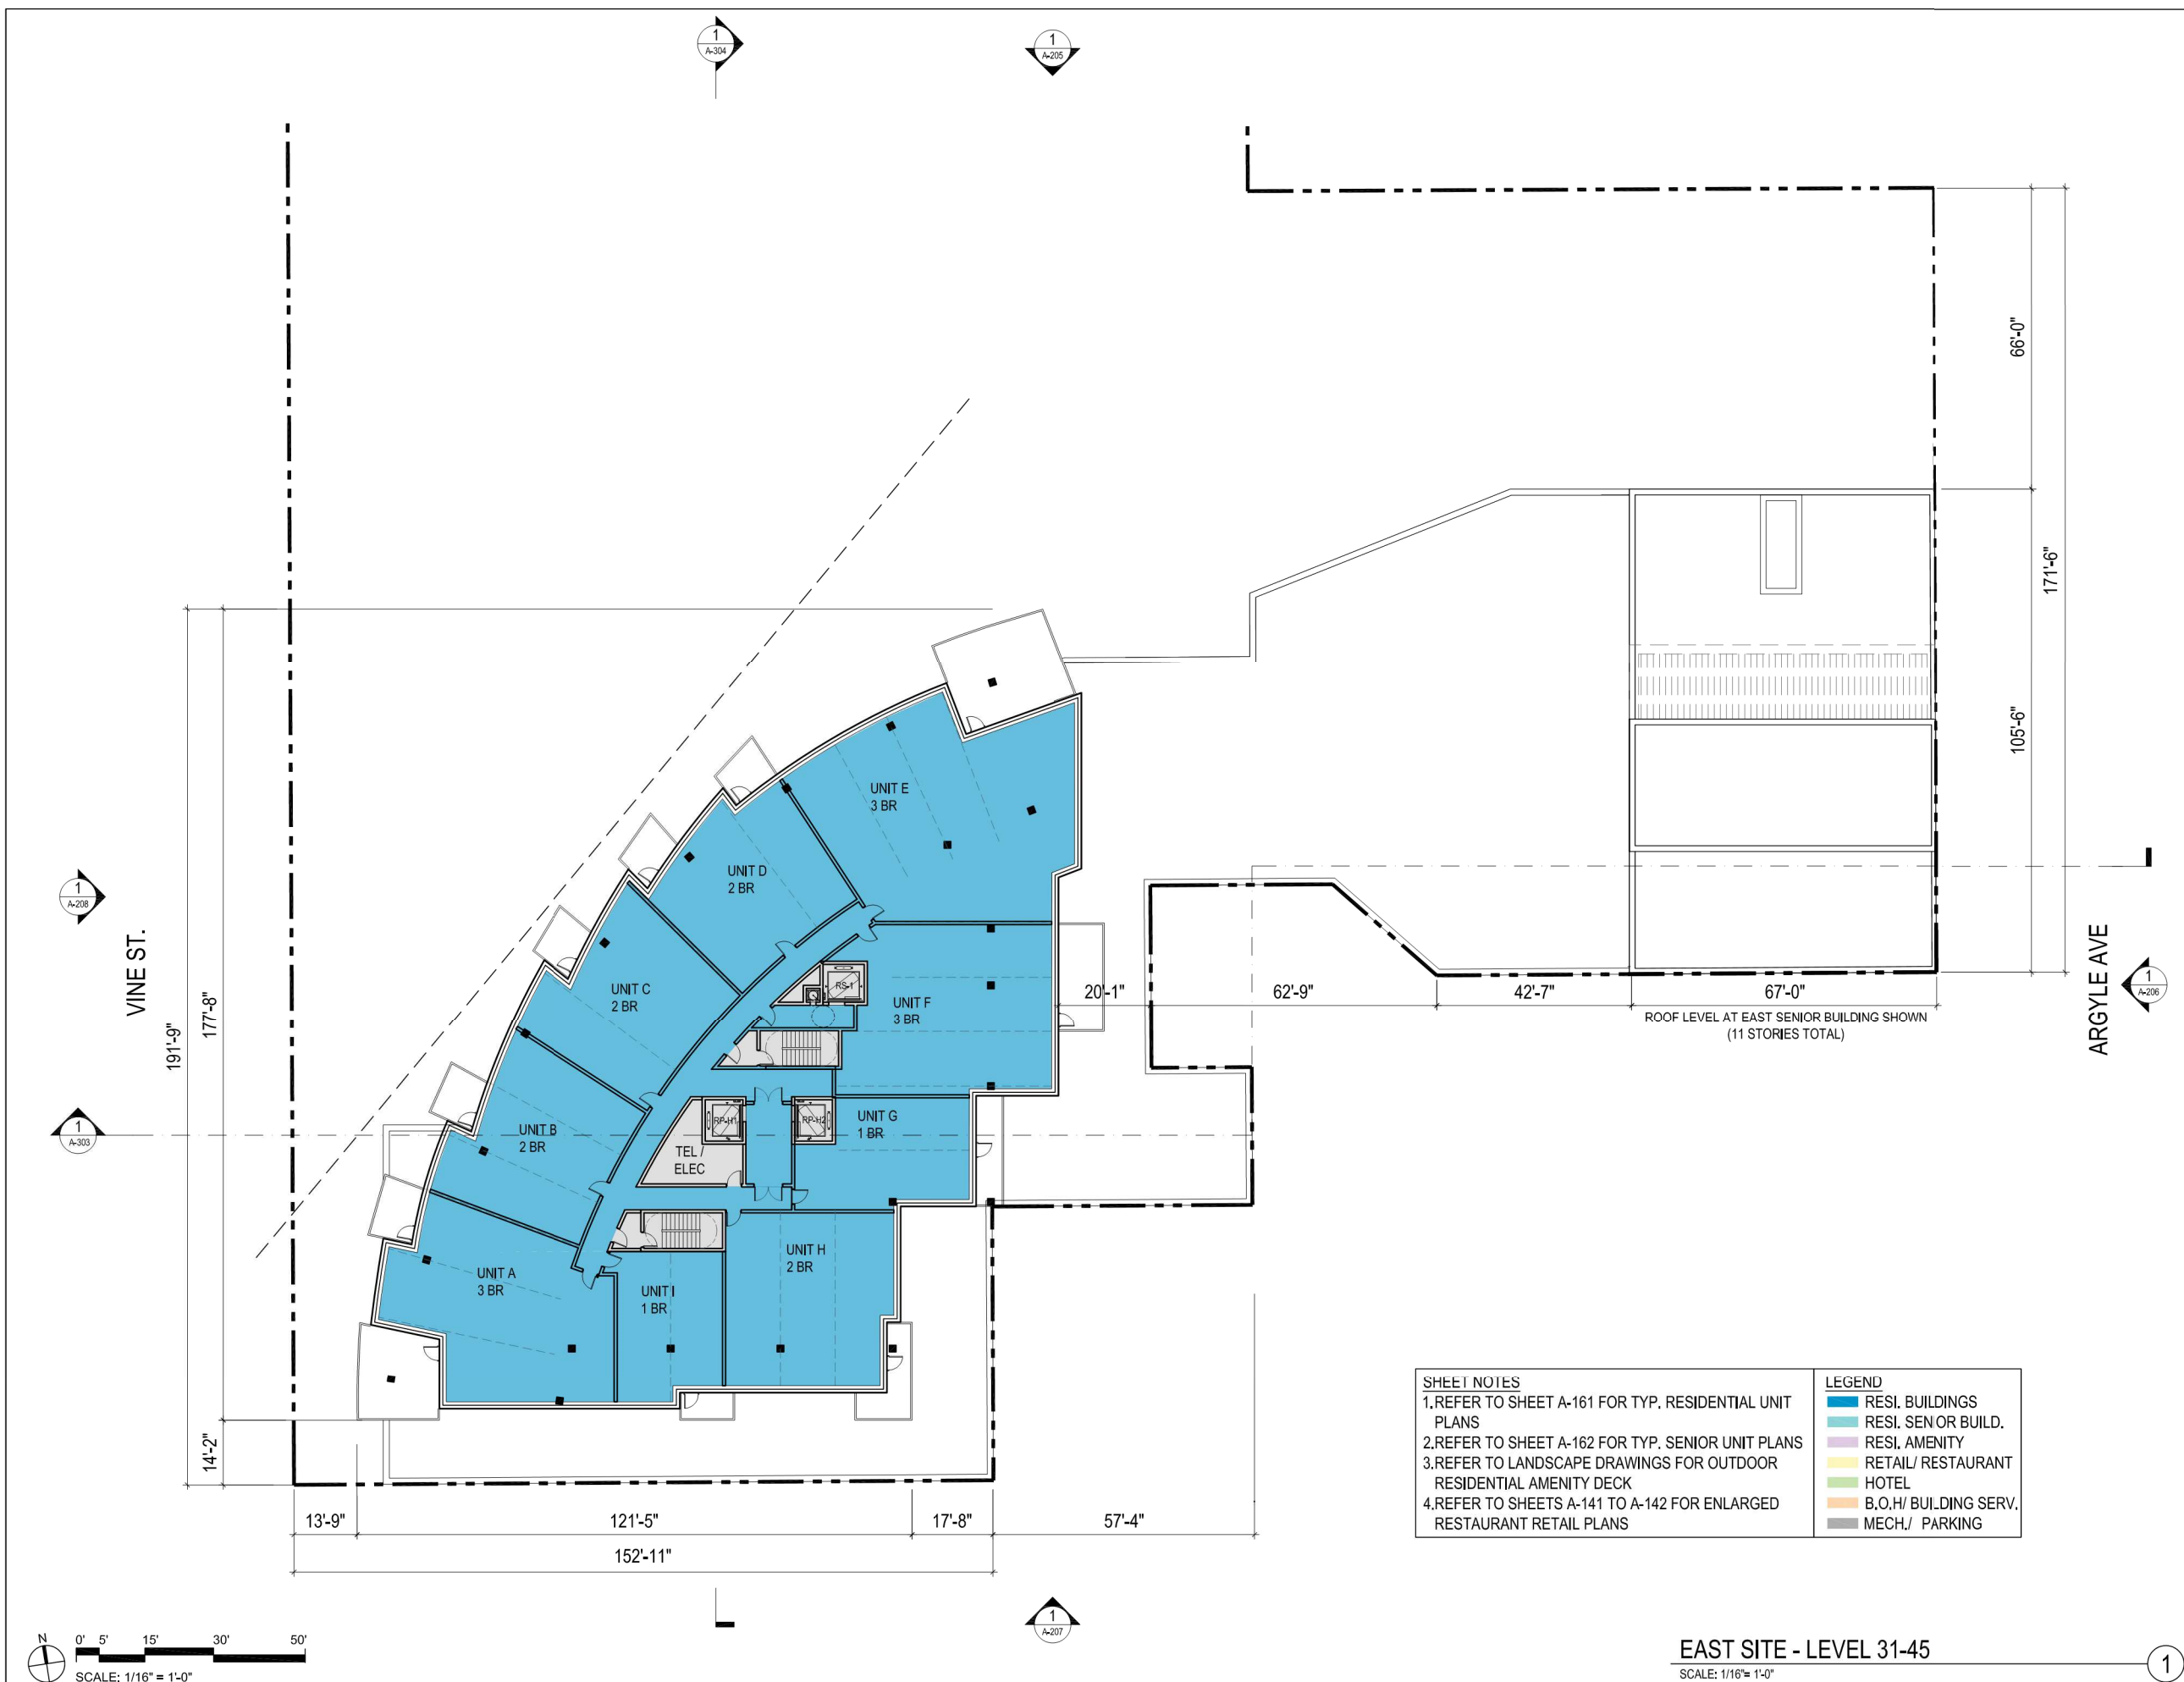 1
A-304
1
A-205
66'-0"
171'-6"
105'-6"
UNIT E
3 BR
UNIT D
2 BR
1
A-208
VINE ST.
191'-9"
177'-8"
UNIT C
2 BR
RS-1
UNIT F
3 BR
20'-1"
62'-9"
42'-7"
67'-0"
ROOF LEVEL AT EAST SENIOR BUILDING SHOWN
(11 STORIES TOTAL)
ARGYLE AVE
1
A-206
1
A-303
UNIT B
2 BR
RP-H1
RP-H2
UNIT G
1 BR
TEL /
ELEC
UNIT A
3 BR
UNIT I
1 BR
UNIT H
2 BR
14'-2"
13'-9"
121'-5"
17'-8"
57'-4"
152'-11"
SHEET NOTES
1.REFER TO SHEET A-161 FOR TYP. RESIDENTIAL UNIT
PLANS
2.REFER TO SHEET A-162 FOR TYP. SENIOR UNIT PLANS
3.REFER TO LANDSCAPE DRAWINGS FOR OUTDOOR
RESIDENTIAL AMENITY DECK
4.REFER TO SHEETS A-141 TO A-142 FOR ENLARGED
RESTAURANT RETAIL PLANS
LEGEND
RESI. BUILDINGS
RESI. SENIOR BUILD.
RESI. AMENITY
RETAIL/ RESTAURANT
HOTEL
B.O.H/ BUILDING SERV.
MECH./ PARKING
1
A-207
N
0' 5' 15' 30' 50'
SCALE: 1/16" = 1'-0"
EAST SITE - LEVEL 31-45
SCALE: 1/16"= 1'-0"
1